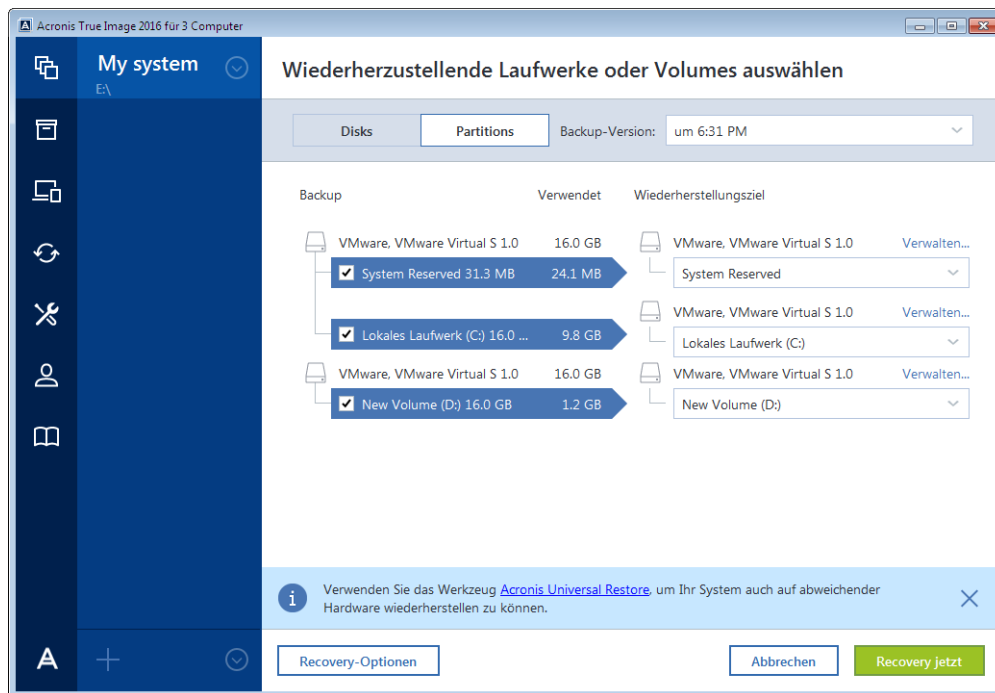 Acronis True Image 2016 für 3 Computer
My system
E:\
Wiederherzustellende Laufwerke oder Volumes auswählen
Disks Partitions Backup-Version: um 6:31 PM
Backup Verwendet Wiederherstellungsziel
VMware, VMware Virtual S 1.0 16.0 GB VMware, VMware Virtual S 1.0 Verwalten...
System Reserved 31.3 MB 24.1 MB System Reserved
VMware, VMware Virtual S 1.0 Verwalten...
Lokales Laufwerk (C:) 16.0 ... 9.8 GB Lokales Laufwerk (C:)
VMware, VMware Virtual S 1.0 16.0 GB VMware, VMware Virtual S 1.0 Verwalten...
New Volume (D:) 16.0 GB 1.2 GB New Volume (D:)
Verwenden Sie das Werkzeug Acronis Universal Restore, um Ihr System auch auf abweichender
Hardware wiederherstellen zu können.
Recovery-Optionen Abbrechen Recovery jetzt